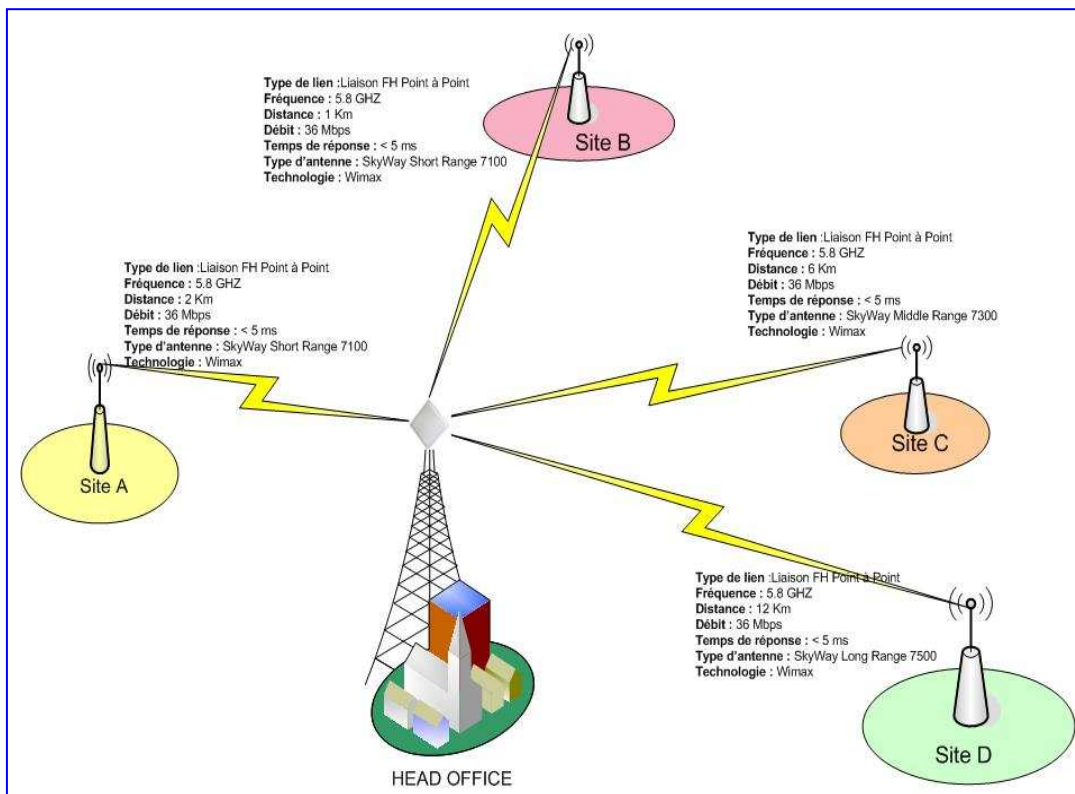 Type de lien :Liaison FH Point à Point
Fréquence : 5.8 GHZ
Distance : 1 Km
Débit : 36 Mbps
Temps de réponse : < 5 ms
Type d'antenne : SkyWay Short Range 7100
Technologie : Wimax
Site B
Type de lien :Liaison FH Point à Point
Fréquence : 5.8 GHZ
Distance : 2 Km
Débit : 36 Mbps
Temps de réponse : < 5 ms
Type d'antenne : SkyWay Short Range 7100
Technologie : Wimax
Site A
Type de lien :Liaison FH Point à Point
Fréquence : 5.8 GHZ
Distance : 6 Km
Débit : 36 Mbps
Temps de réponse : < 5 ms
Type d'antenne : SkyWay Middle Range 7300
Technologie : Wimax
Site C
Type de lien :Liaison FH Point à Point
Fréquence : 5.8 GHZ
Distance : 12 Km
Débit : 36 Mbps
Temps de réponse : < 5 ms
Type d'antenne : SkyWay Long Range 7500
Technologie : Wimax
Site D
HEAD OFFICE